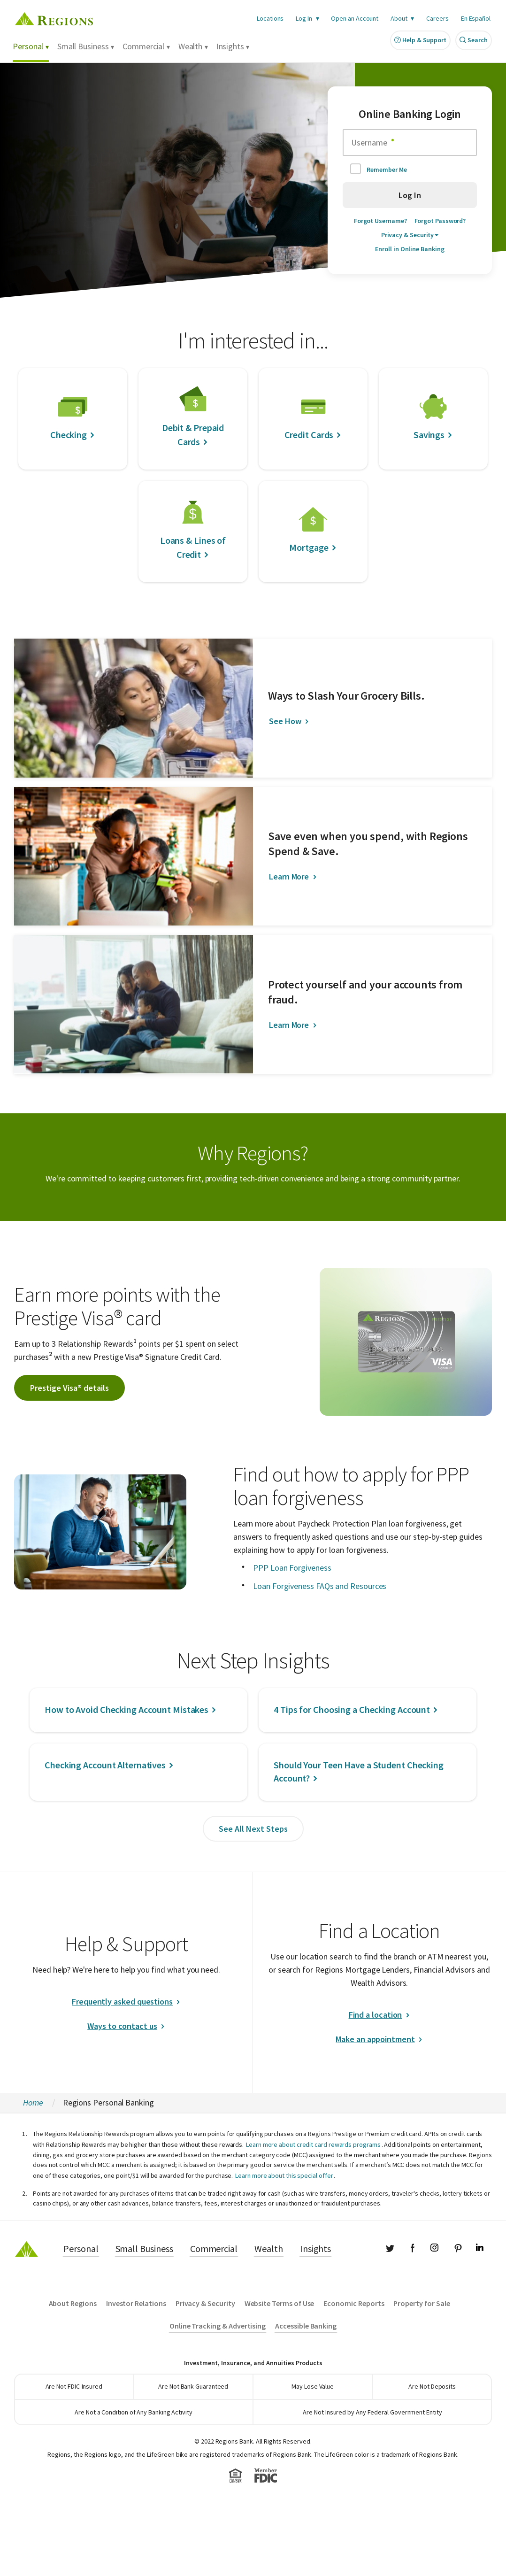 REGIONS
Locations Log In ▾ Open an Account About ▾ Careers En Español
Personal ▾ Small Business ▾ Commercial ▾ Wealth ▾ Insights ▾
Help & Support Search
Online Banking Login
Username *
Remember Me
Log In
Forgot Username? Forgot Password?
Privacy & Security
Enroll in Online Banking
I'm interested in...
Checking
Debit & Prepaid
Cards
Credit Cards
Savings
Loans & Lines of
Credit
Mortgage
Ways to Slash Your Grocery Bills.
See How
Save even when you spend, with Regions
Spend & Save.
Learn More
Protect yourself and your accounts from
fraud.
Learn More
Why Regions?
We're committed to keeping customers first, providing tech-driven convenience and being a strong community partner.
Earn more points with the
Prestige Visa® card
Earn up to 3 Relationship Rewards¹ points per $1 spent on select
purchases² with a new Prestige Visa® Signature Credit Card.
Prestige Visa® details
REGIONS
VISA
Find out how to apply for PPP
loan forgiveness
Learn more about Paycheck Protection Plan loan forgiveness, get
answers to frequently asked questions and use our step-by-step guides
explaining how to apply for loan forgiveness.
• PPP Loan Forgiveness
• Loan Forgiveness FAQs and Resources
Next Step Insights
How to Avoid Checking Account Mistakes
4 Tips for Choosing a Checking Account
Checking Account Alternatives
Should Your Teen Have a Student Checking
Account?
See All Next Steps
Help & Support
Need help? We're here to help you find what you need.
Frequently asked questions
Ways to contact us
Find a Location
Use our location search to find the branch or ATM nearest you,
or search for Regions Mortgage Lenders, Financial Advisors and
Wealth Advisors.
Find a location
Make an appointment
Home / Regions Personal Banking
1. The Regions Relationship Rewards program allows you to earn points for qualifying purchases on a Regions Prestige or Premium credit card. APRs on credit cards
with Relationship Rewards may be higher than those without these rewards. Learn more about credit card rewards programs. Additional points on entertainment,
dining, gas and grocery store purchases are awarded based on the merchant category code (MCC) assigned to the merchant where you made the purchase. Regions
does not control which MCC a merchant is assigned; it is based on the primary good or service the merchant sells. If a merchant's MCC does not match the MCC for
one of these categories, one point/$1 will be awarded for the purchase. Learn more about this special offer.
2. Points are not awarded for any purchases of items that can be traded right away for cash (such as wire transfers, money orders, traveler's checks, lottery tickets or
casino chips), or any other cash advances, balance transfers, fees, interest charges or unauthorized or fraudulent purchases.
Personal Small Business Commercial Wealth Insights
About Regions Investor Relations Privacy & Security Website Terms of Use Economic Reports Property for Sale
Online Tracking & Advertising Accessible Banking
Investment, Insurance, and Annuities Products
Are Not FDIC-Insured Are Not Bank Guaranteed May Lose Value Are Not Deposits
Are Not a Condition of Any Banking Activity Are Not Insured by Any Federal Government Entity
© 2022 Regions Bank. All Rights Reserved.
Regions, the Regions logo, and the LifeGreen bike are registered trademarks of Regions Bank. The LifeGreen color is a trademark of Regions Bank.
Member
FDIC